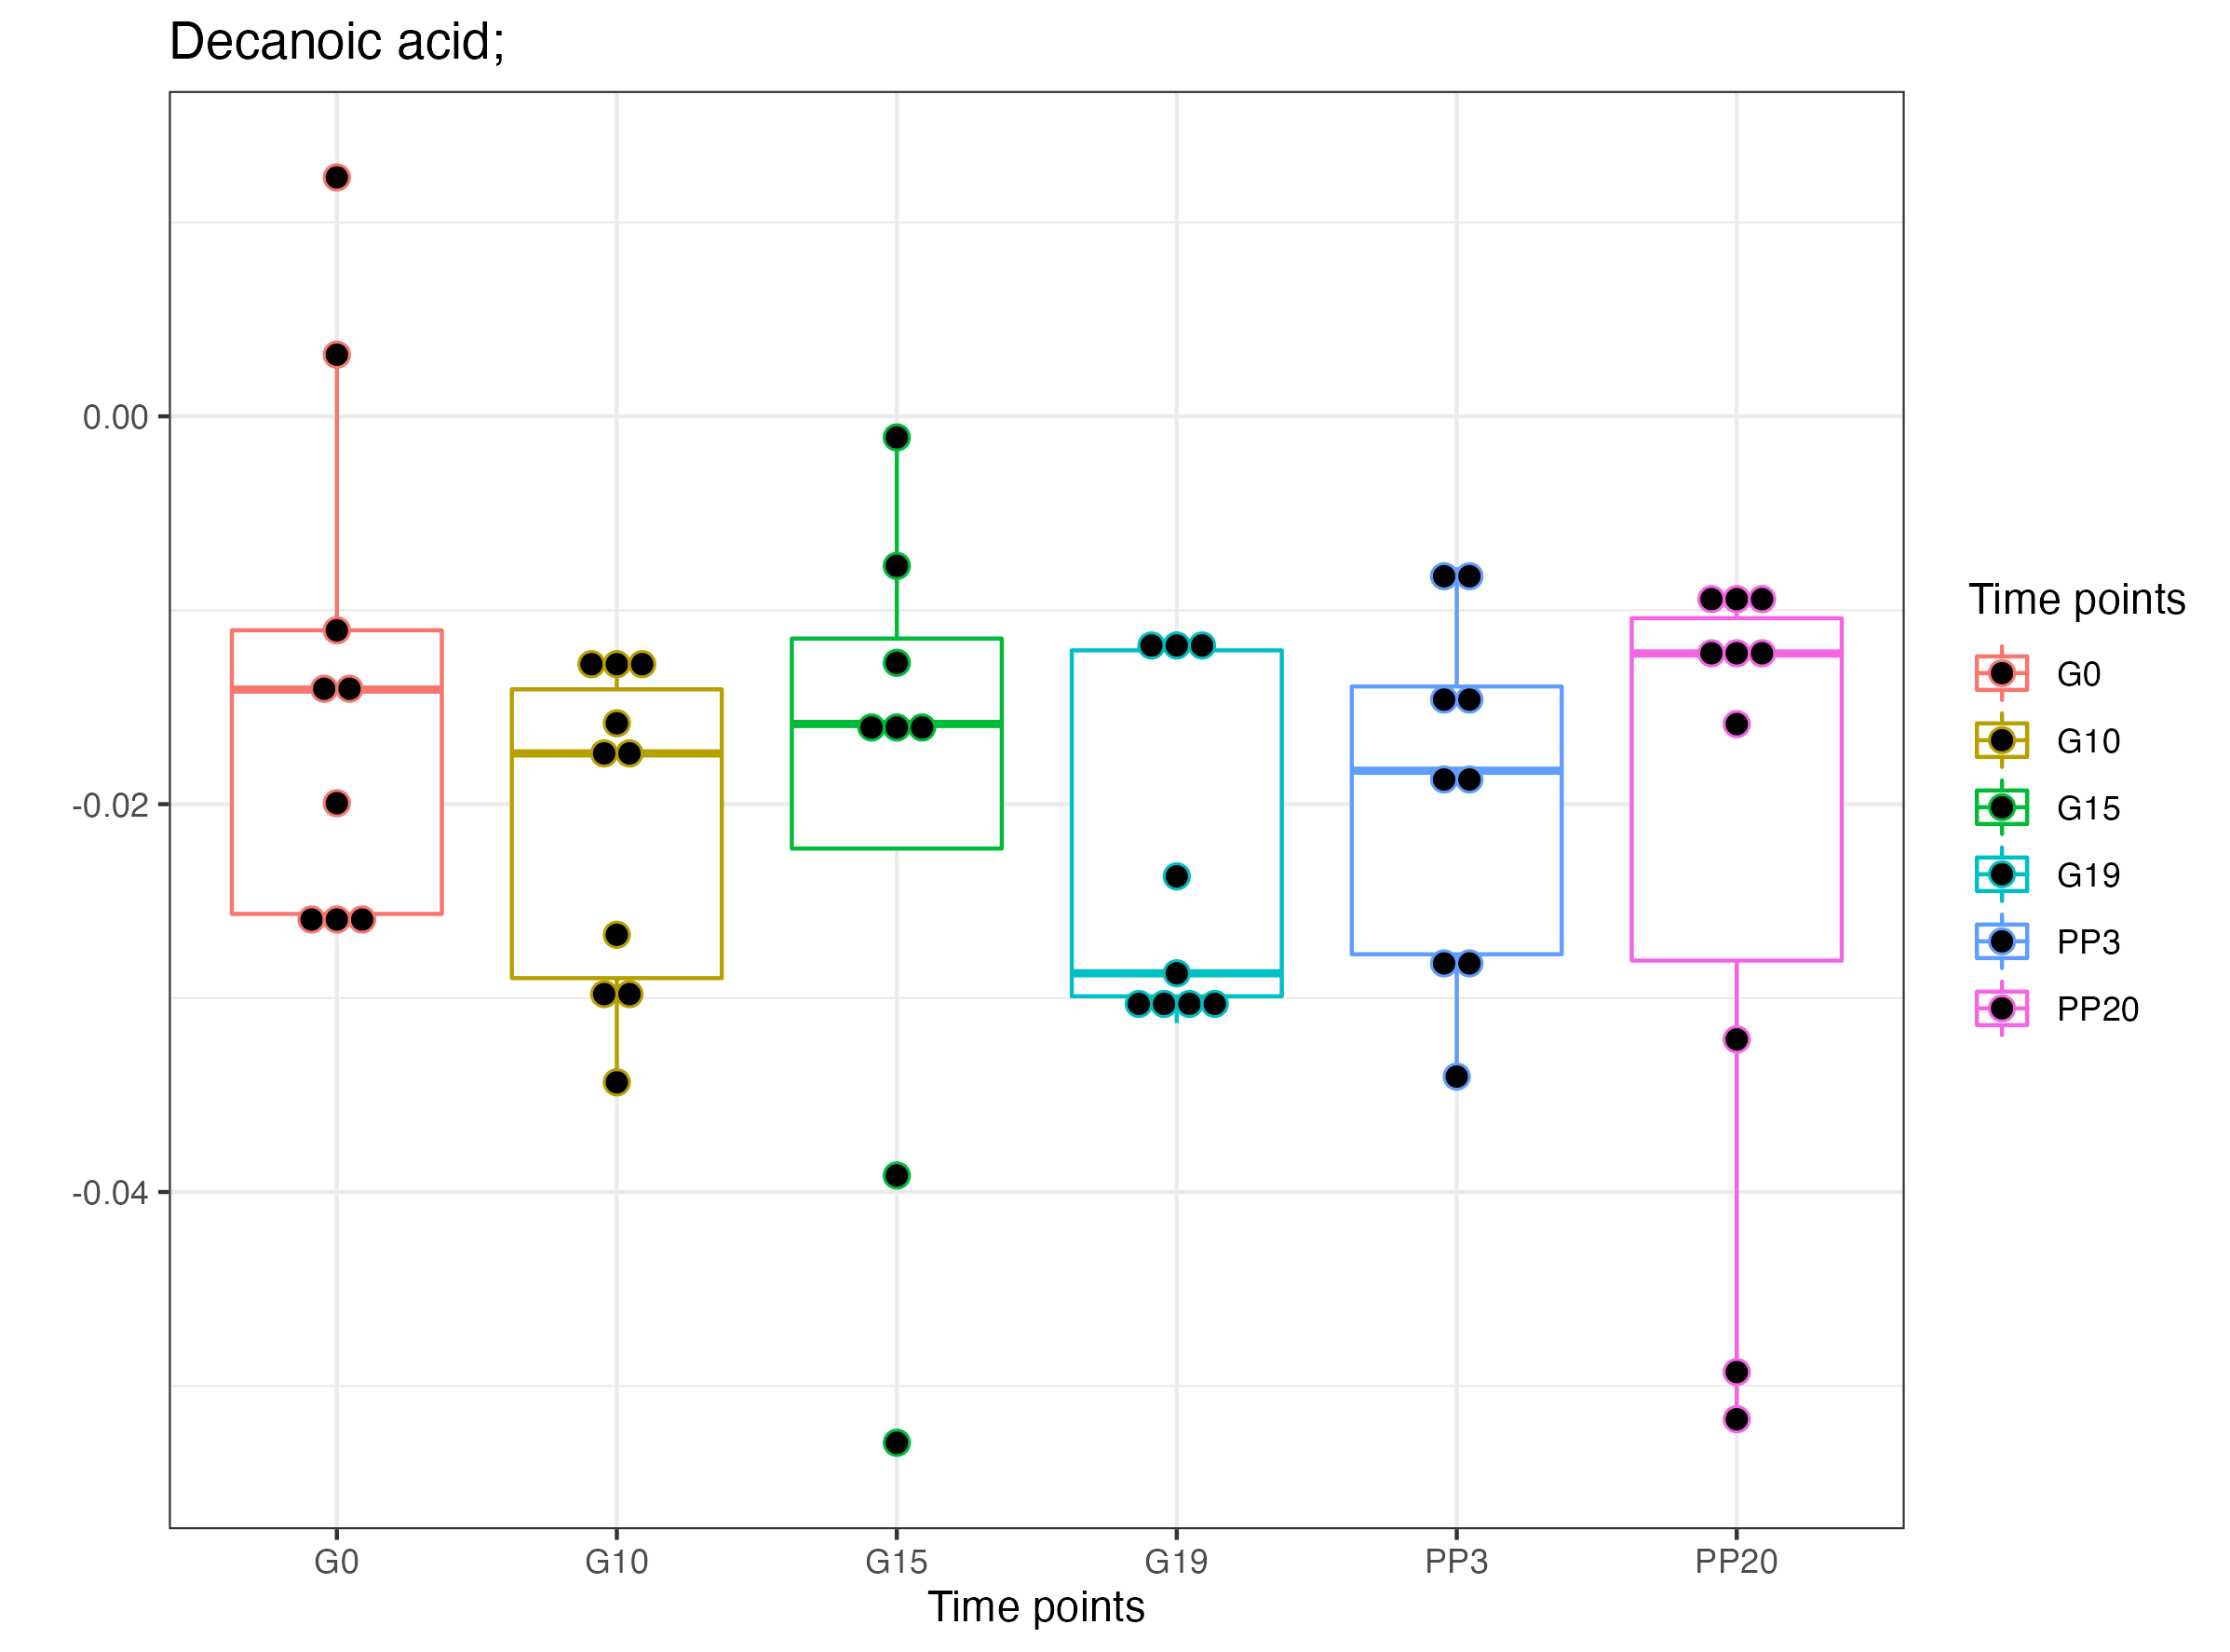 Decanoic acid;
0.00
-0.02
-0.04
G0 G10 G15 G19 PP3 PP20
Time points
Time points
G0
G10
G15
G19
PP3
PP20